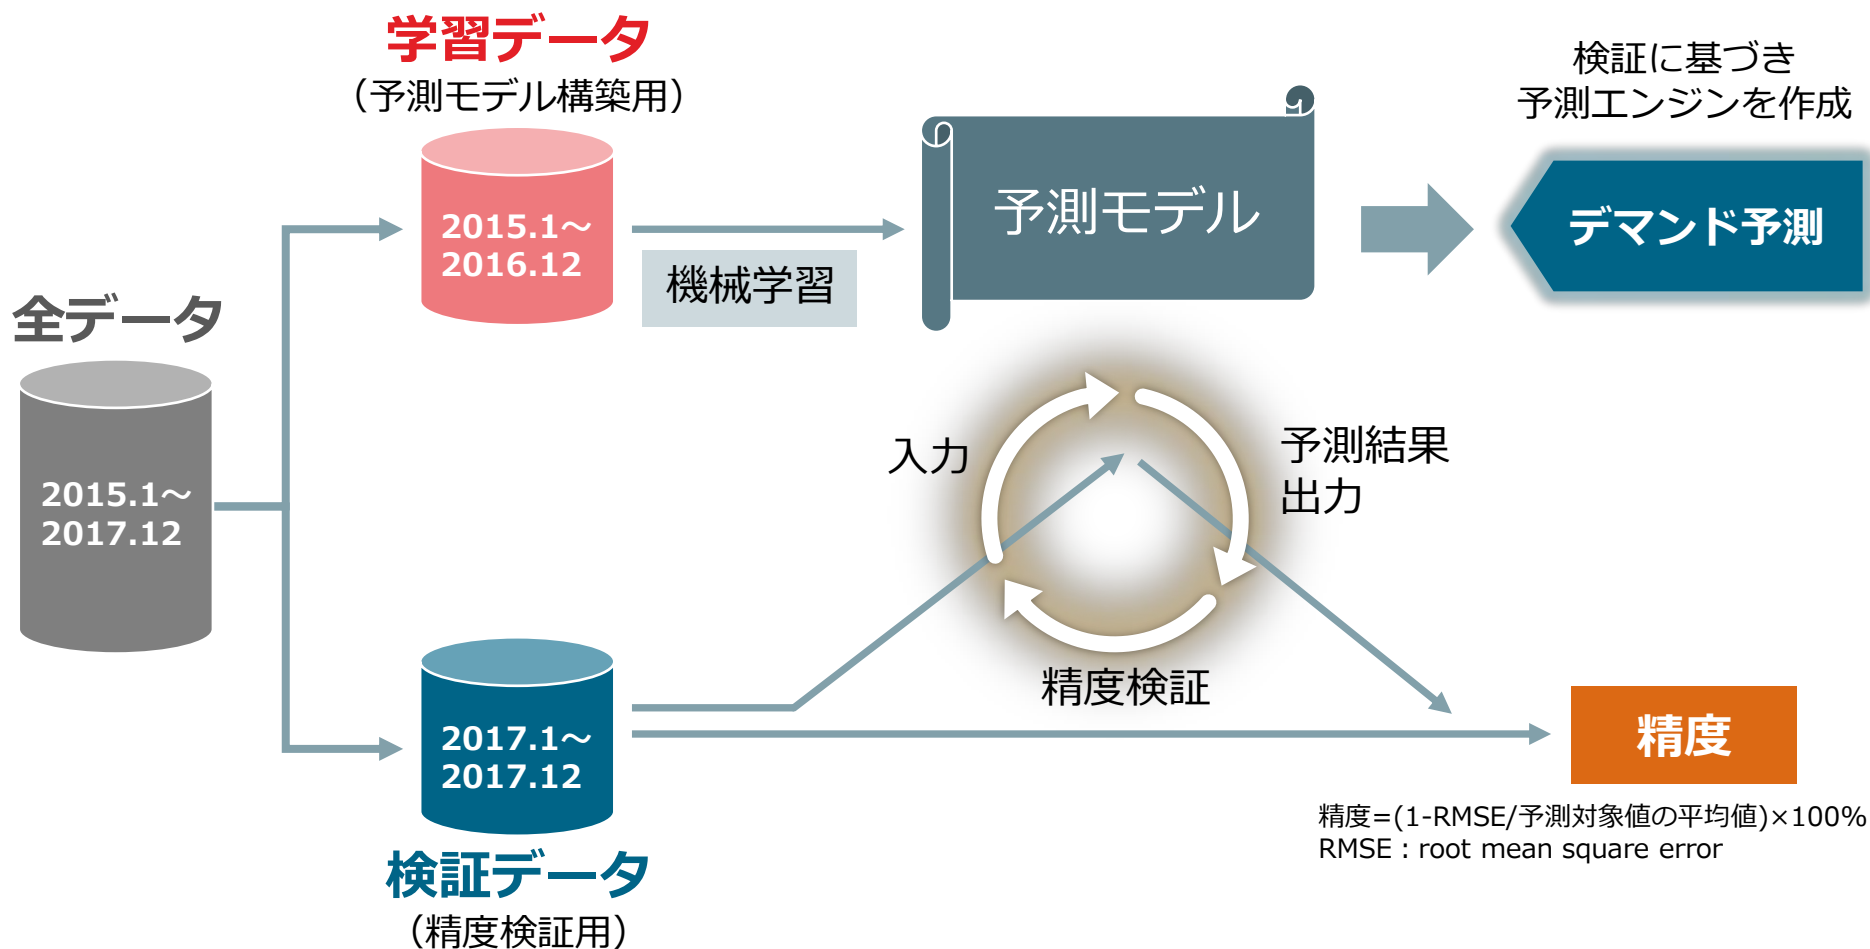 学習データ
（予測モデル構築用）
2015.1～
2016.12
機械学習
予測モデル
検証に基づき
予測エンジンを作成
デマンド予測
全データ
2015.1～
2017.12
入力
予測結果
出力
精度検証
2017.1～
2017.12
検証データ
（精度検証用）
精度
精度=(1-RMSE/予測対象値の平均値)×100%
RMSE：root mean square error